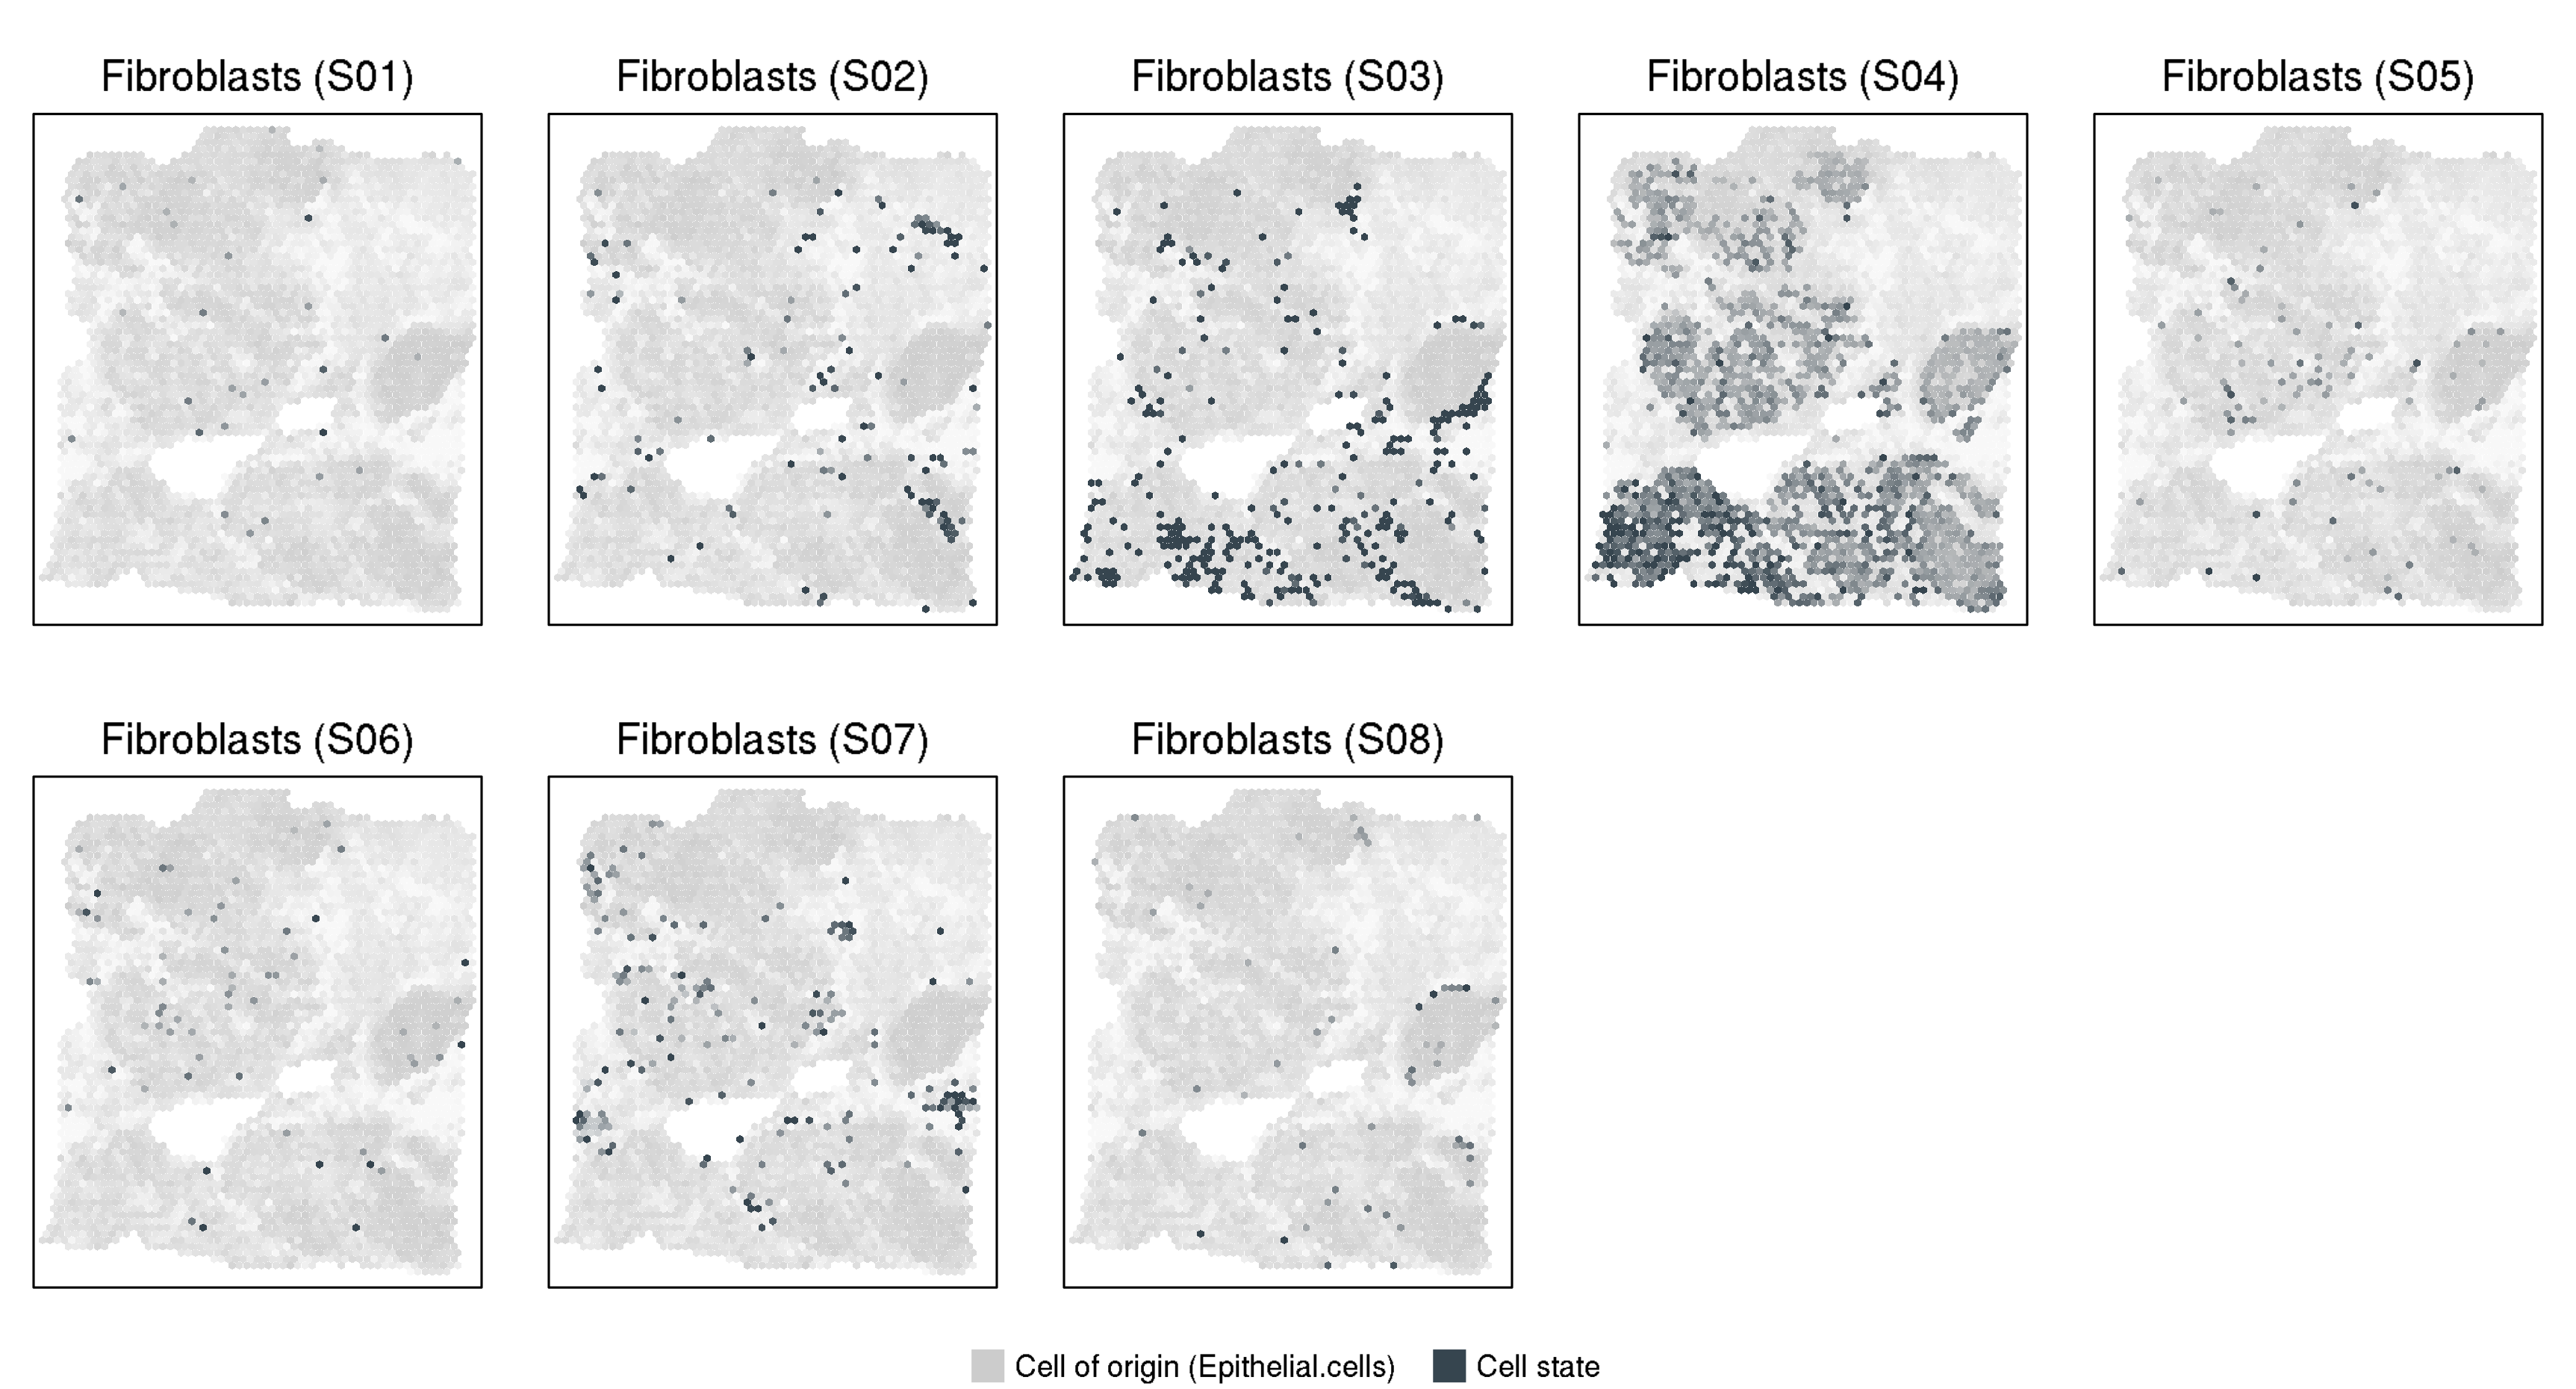 Fibroblasts (S01)
Fibroblasts (S02)
Fibroblasts (S03)
Fibroblasts (S04)
Fibroblasts (S05)
Fibroblasts (S06)
Fibroblasts (S07)
Fibroblasts (S08)
Cell of origin (Epithelial.cells)
Cell state